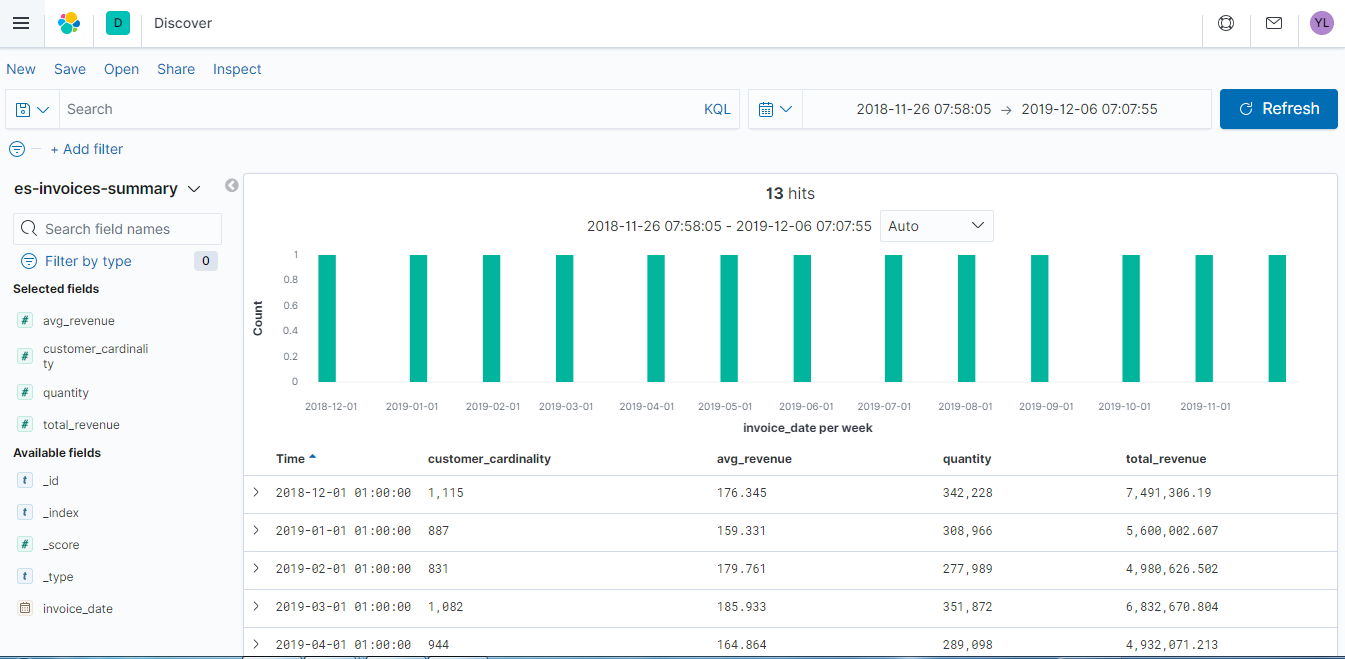 D Discover YL
New Save Open Share Inspect
Search KQL 2018-11-26 07:58:05 → 2019-12-06 07:07:55 Refresh
+ Add filter
es-invoices-summary
Search field names
Filter by type 0
Selected fields
# avg_revenue
# customer_cardinali
ty
# quantity
# total_revenue
Available fields
t _id
t _index
# _score
t _type
invoice_date
13 hits
2018-11-26 07:58:05 - 2019-12-06 07:07:55 Auto
Count
1
0.8
0.6
0.4
0.2
0
2018-12-01 2019-01-01 2019-02-01 2019-03-01 2019-04-01 2019-05-01 2019-06-01 2019-07-01 2019-08-01 2019-09-01 2019-10-01 2019-11-01
invoice_date per week
Time customer_cardinality avg_revenue quantity total_revenue
2018-12-01 01:00:00 1,115 176.345 342,228 7,491,306.19
2019-01-01 01:00:00 887 159.331 308,966 5,600,002.607
2019-02-01 01:00:00 831 179.761 277,989 4,980,626.502
2019-03-01 01:00:00 1,082 185.933 351,872 6,832,670.804
2019-04-01 01:00:00 944 164.864 289,098 4,932,071.213